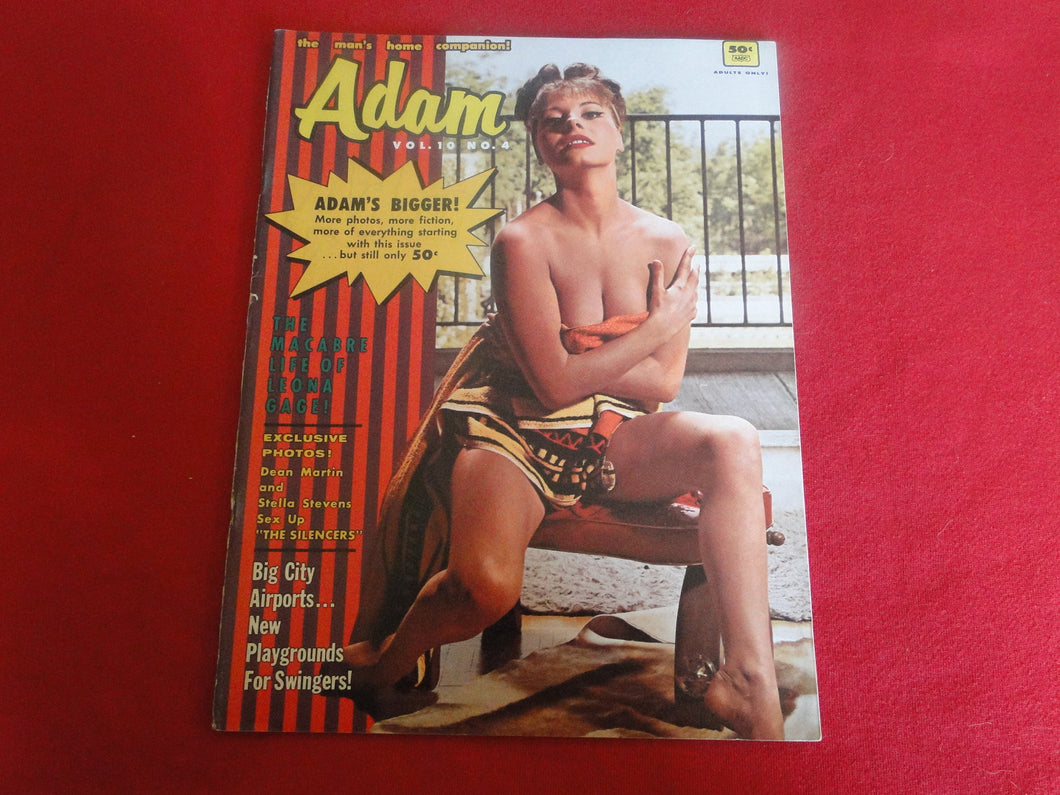 the man's home companion!
Adam
VOL. 10 NO. 4
50¢
AADC
ADULTS ONLY!
ADAM'S BIGGER!
More photos, more fiction,
more of everything starting
with this issue
...but still only 50¢
THE
MACABRE
LIFE OF
LEONA
GAGE!
EXCLUSIVE
PHOTOS!
Dean Martin
and
Stella Stevens
Sex Up
"THE SILENCERS"
Big City
Airports...
New
Playgrounds
For Swingers!